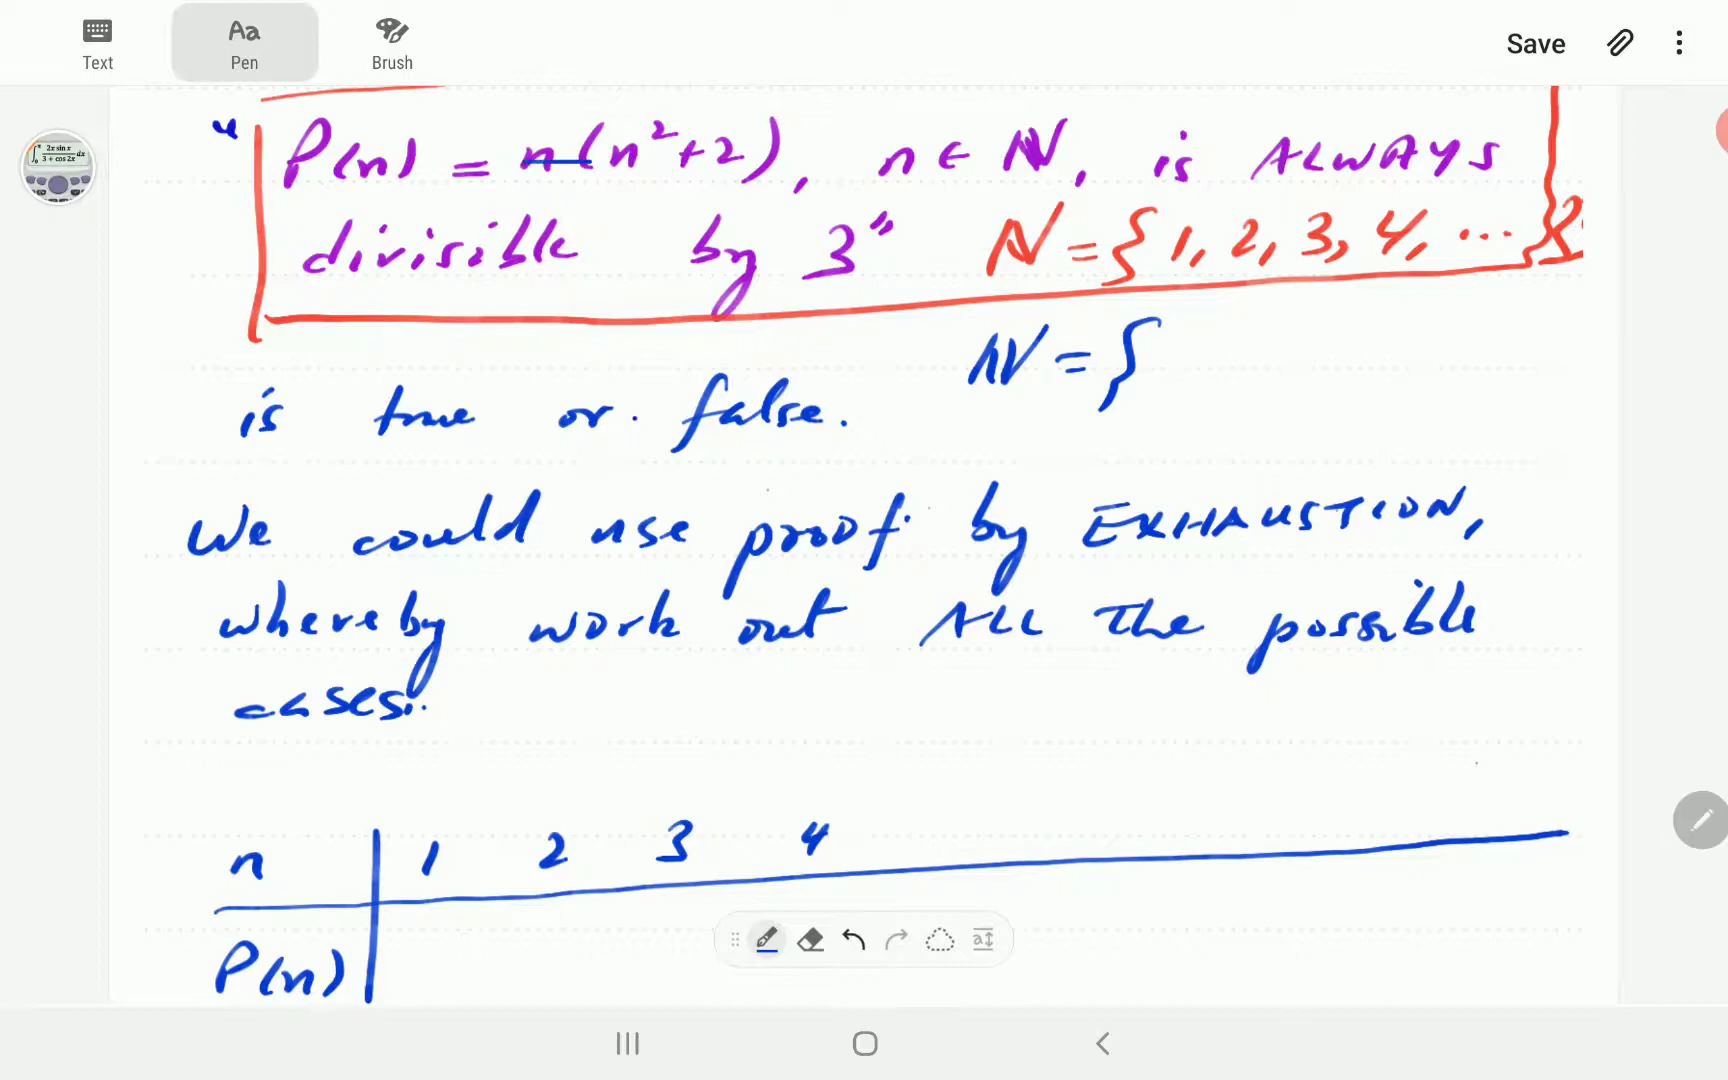 Text
Aa
Pen
Brush
Save
" P(n) = n(n²+2), n ∈ ℕ, is ALWAYS
divisible by 3" ℕ = {1, 2, 3, 4, ... }
ℕ = {
is true or false.
We could use proof by EXHAUSTION,
whereby work out ALL the possible
cases.
n 1 2 3 4
P(n)